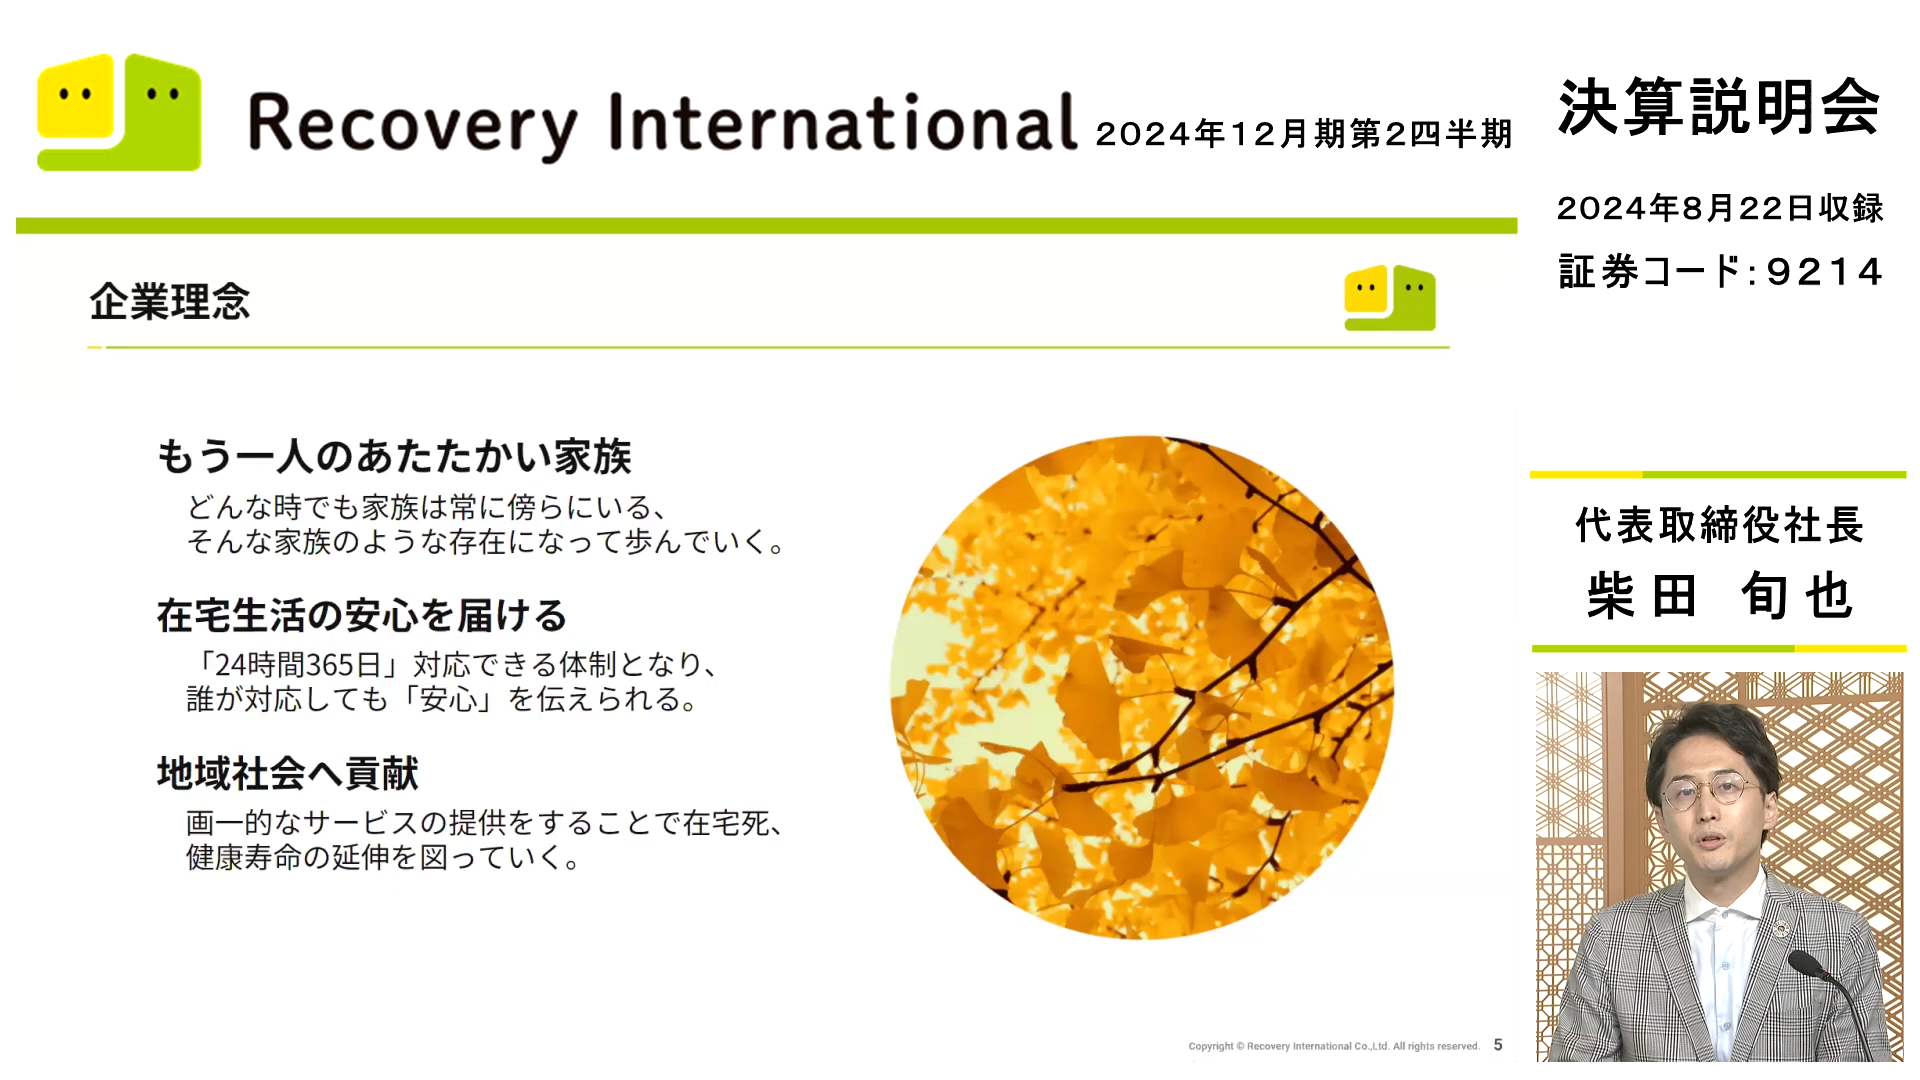 Recovery International 2024年12月期第2四半期
決算説明会
2024年8月22日収録
証券コード:9214
企業理念
もう一人のあたたかい家族
どんな時でも家族は常に傍らにいる、
そんな家族のような存在になって歩んでいく。
在宅生活の安心を届ける
「24時間365日」対応できる体制となり、
誰が対応しても「安心」を伝えられる。
地域社会へ貢献
画一的なサービスの提供をすることで在宅死、
健康寿命の延伸を図っていく。
代表取締役社長
柴田 旬也
Copyright © Recovery International Co.,Ltd. All rights reserved. 5